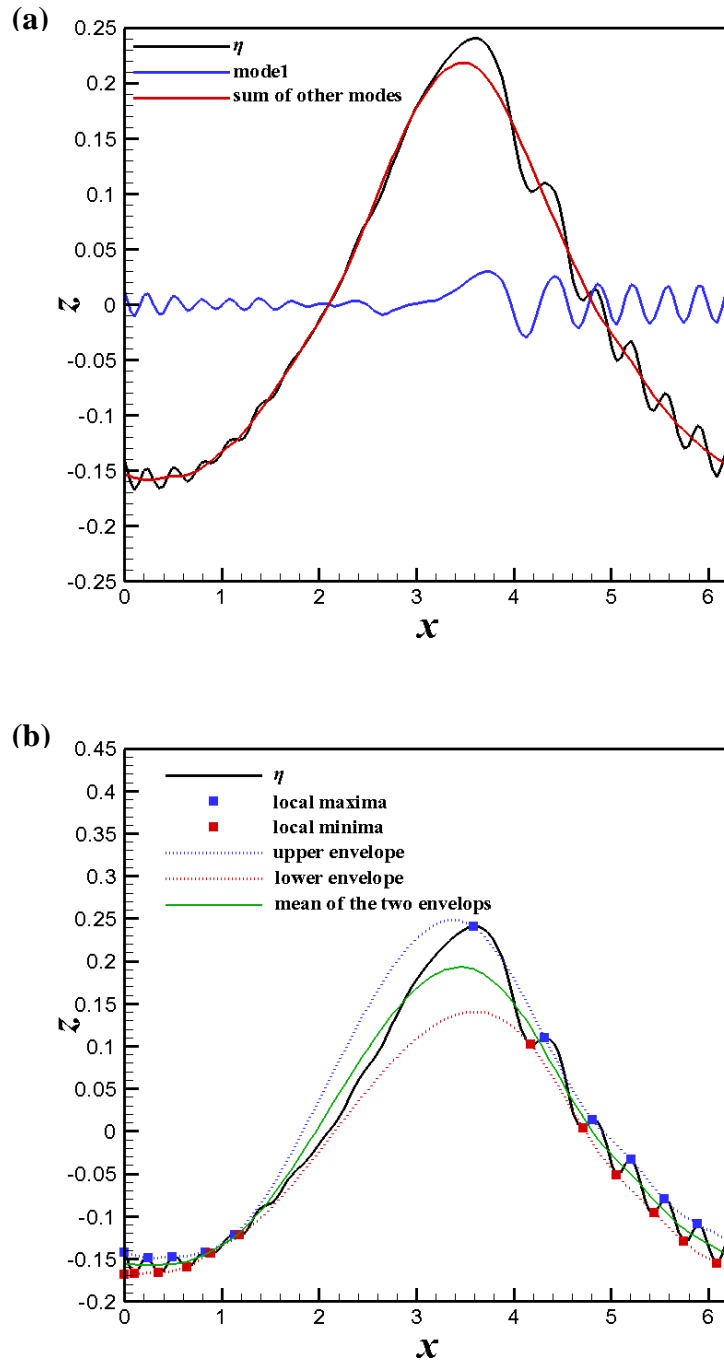 (a)
0.25
0.2
0.15
0.1
0.05
0
-0.05
-0.1
-0.15
-0.2
-0.25
z
η
mode1
sum of other modes
0 1 2 3 4 5 6
x
(b)
0.45
0.4
0.35
0.3
0.25
0.2
0.15
0.1
0.05
0
-0.05
-0.1
-0.15
-0.2
z
η
local maxima
local minima
upper envelope
lower envelope
mean of the two envelops
0 1 2 3 4 5 6
x